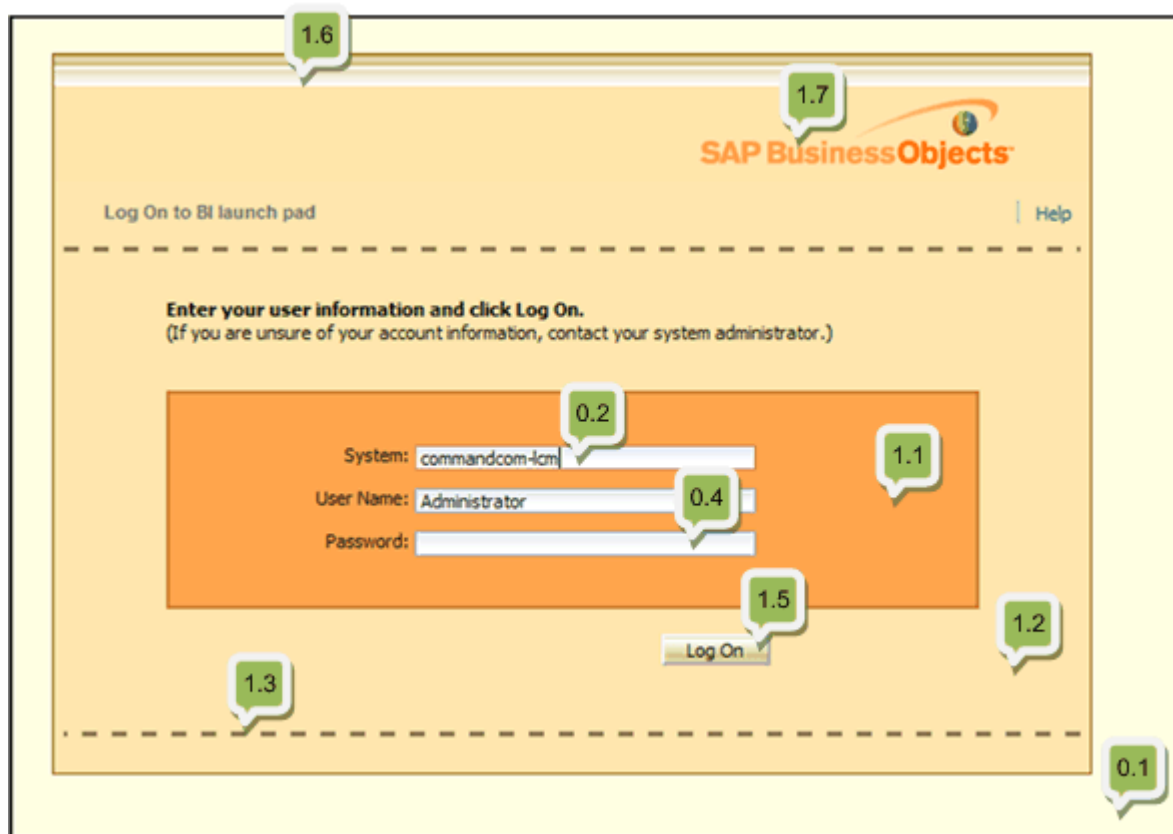 1.6
1.7
SAP BusinessObjects™
Log On to BI launch pad
Help
Enter your user information and click Log On.
(If you are unsure of your account information, contact your system administrator.)
0.2
System: commandcom-lcm
1.1
User Name: Administrator
0.4
Password:
1.5
1.2
Log On
1.3
0.1